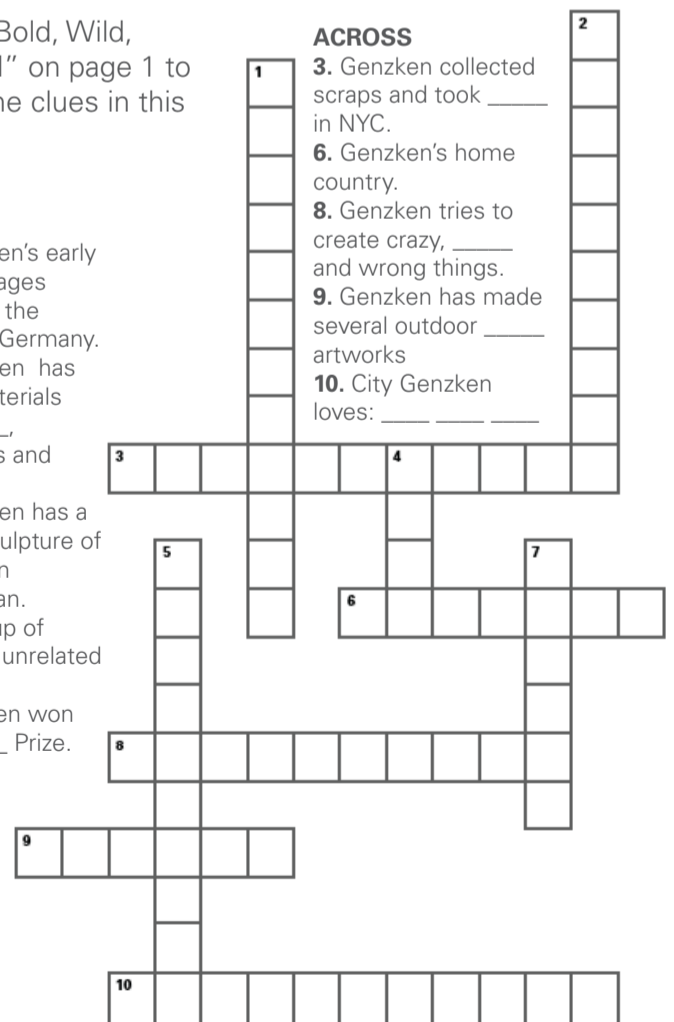 Bold, Wild,
on page 1 to
clues in this
en's early
ages
the
Germany.
en has
terials
_,
s and
en has a
ulpture of
n
an.
up of
unrelated
en won
_ Prize.
ACROSS
3. Genzken collected
scraps and took _____
in NYC.
6. Genzken's home
country.
8. Genzken tries to
create crazy, _____
and wrong things.
9. Genzken has made
several outdoor _____
artworks
10. City Genzken
loves: ____ ____ ____
2
1
3
4
5
7
6
8
9
10